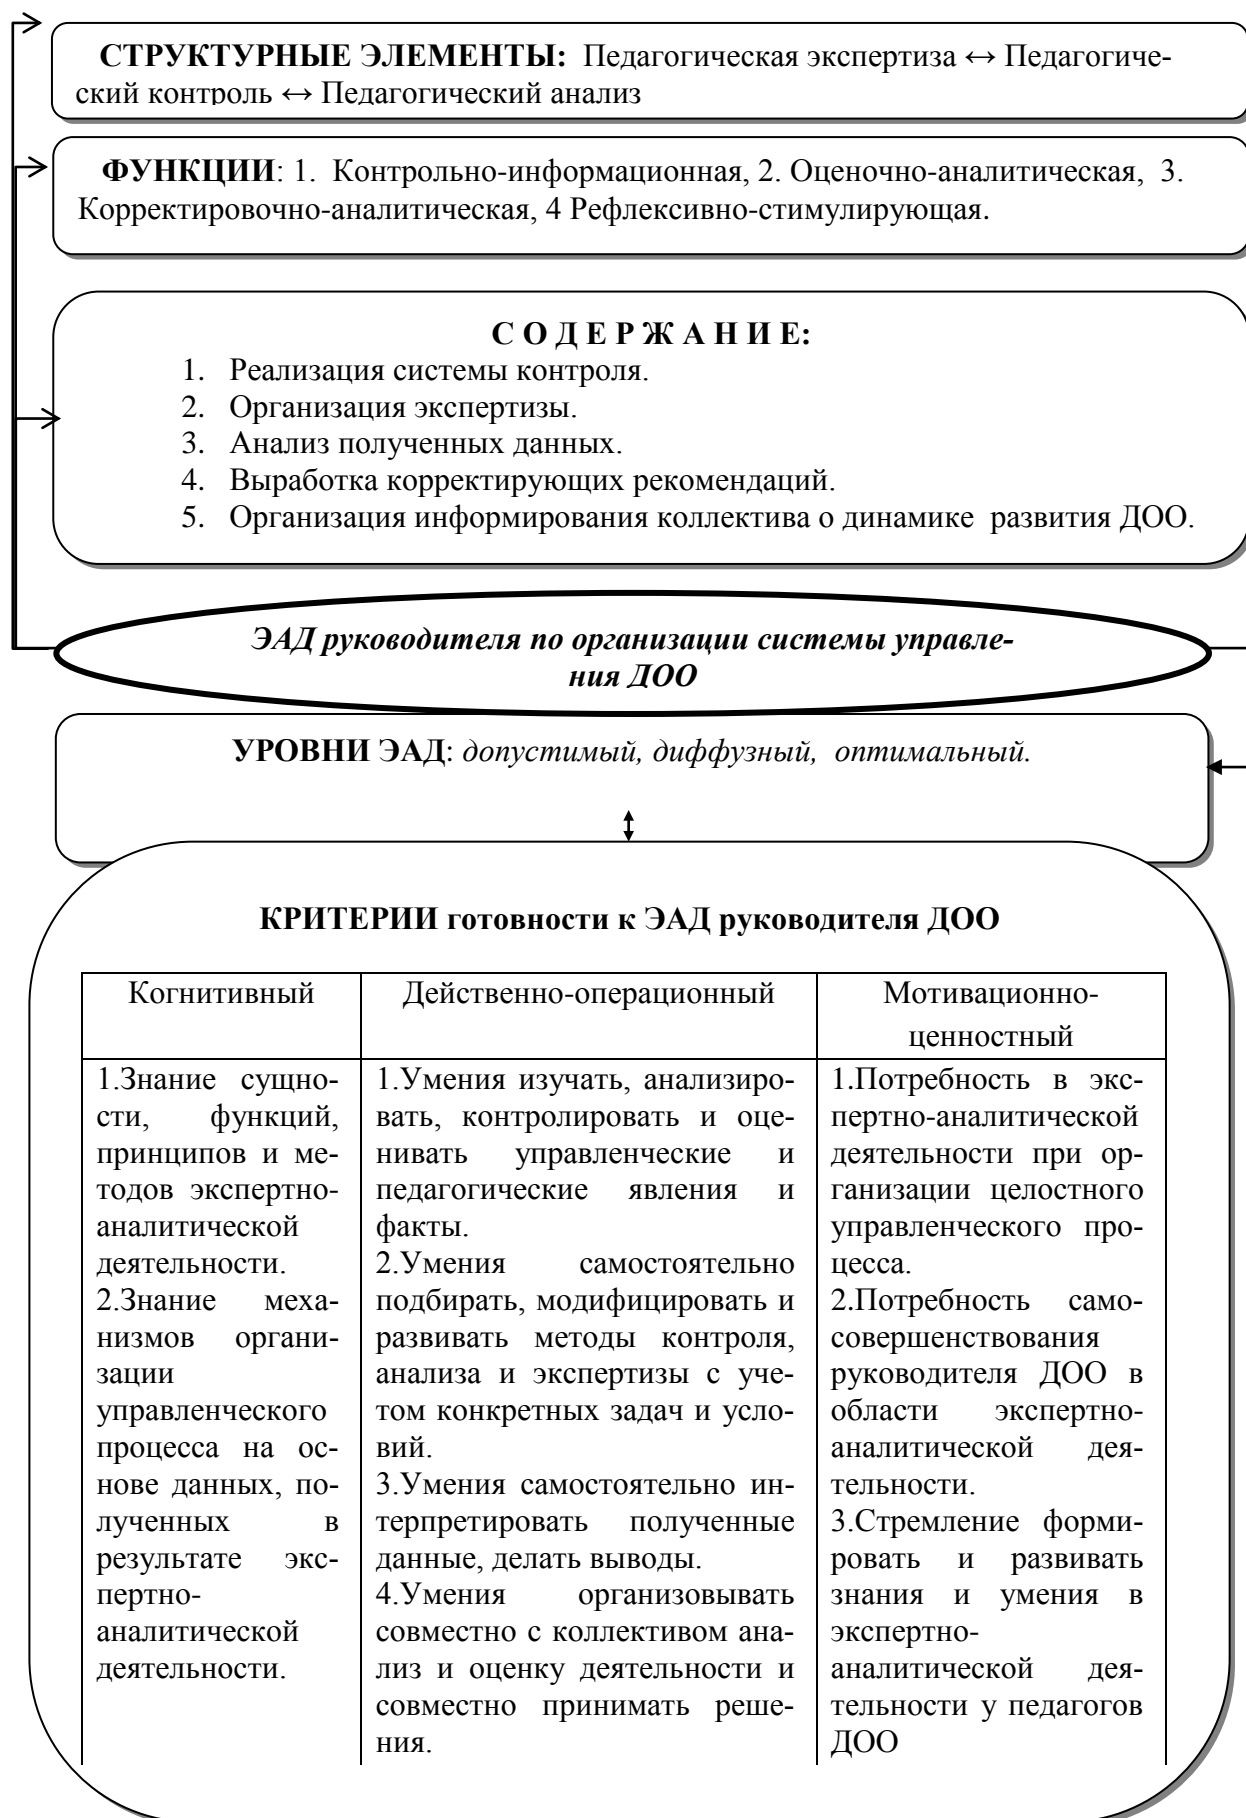 СТРУКТУРНЫЕ ЭЛЕМЕНТЫ: Педагогическая экспертиза ↔ Педагогиче-
ский контроль ↔ Педагогический анализ
ФУНКЦИИ: 1. Контрольно-информационная, 2. Оценочно-аналитическая, 3.
Корректировочно-аналитическая, 4 Рефлексивно-стимулирующая.
С О Д Е Р Ж А Н И Е:
1. Реализация системы контроля.
2. Организация экспертизы.
3. Анализ полученных данных.
4. Выработка корректирующих рекомендаций.
5. Организация информирования коллектива о динамике развития ДОО.
ЭАД руководителя по организации системы управле-
ния ДОО
УРОВНИ ЭАД: допустимый, диффузный, оптимальный.
КРИТЕРИИ готовности к ЭАД руководителя ДОО
Когнитивный
Действенно-операционный
Мотивационно-
ценностный
1.Знание сущно-
сти, функций,
принципов и ме-
тодов экспертно-
аналитической
деятельности.
2.Знание меха-
низмов органи-
зации
управленческого
процесса на ос-
нове данных, по-
лученных в
результате экс-
пертно-
аналитической
деятельности.
1.Умения изучать, анализиро-
вать, контролировать и оце-
нивать управленческие и
педагогические явления и
факты.
2.Умения самостоятельно
подбирать, модифицировать и
развивать методы контроля,
анализа и экспертизы с уче-
том конкретных задач и усло-
вий.
3.Умения самостоятельно ин-
терпретировать полученные
данные, делать выводы.
4.Умения организовывать
совместно с коллективом ана-
лиз и оценку деятельности и
совместно принимать реше-
ния.
1.Потребность в экс-
пертно-аналитической
деятельности при ор-
ганизации целостного
управленческого про-
цесса.
2.Потребность само-
совершенствования
руководителя ДОО в
области экспертно-
аналитической дея-
тельности.
3.Стремление форми-
ровать и развивать
знания и умения в
экспертно-
аналитической дея-
тельности у педагогов
ДОО